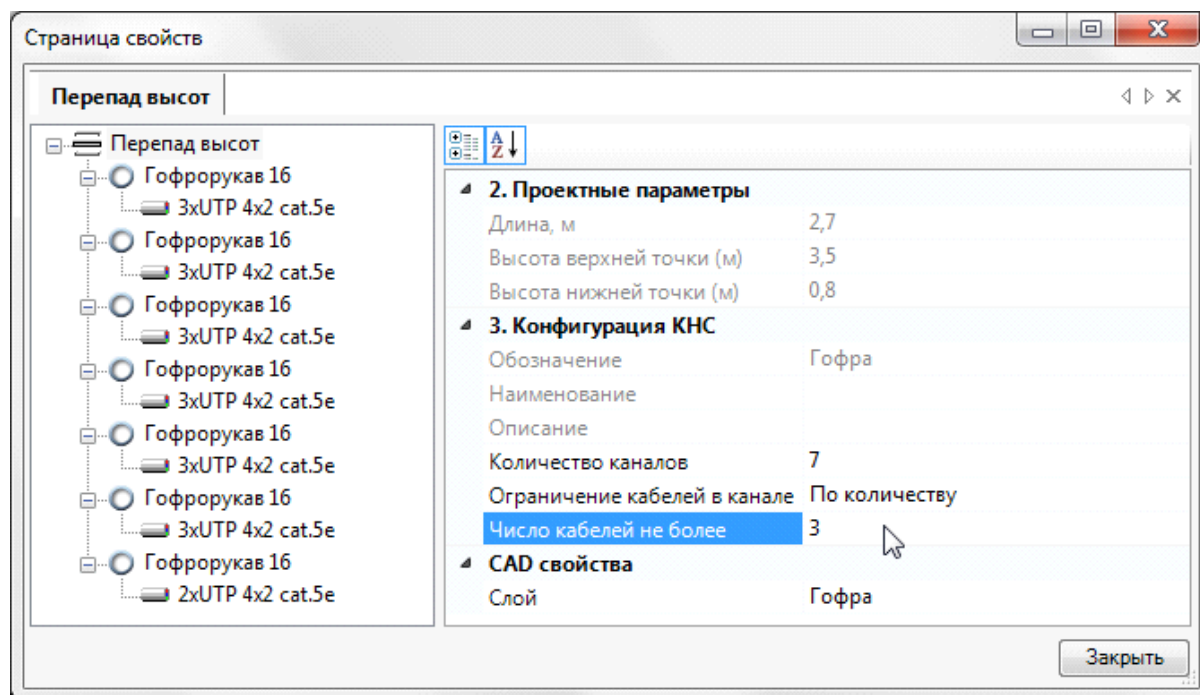 Страница свойств
Перепад высот
Перепад высот
Гофрорукав 16
3xUTP 4x2 cat.5e
Гофрорукав 16
3xUTP 4x2 cat.5e
Гофрорукав 16
3xUTP 4x2 cat.5e
Гофрорукав 16
3xUTP 4x2 cat.5e
Гофрорукав 16
3xUTP 4x2 cat.5e
Гофрорукав 16
3xUTP 4x2 cat.5e
Гофрорукав 16
2xUTP 4x2 cat.5e
A
Z
2. Проектные параметры
Длина, м 2,7
Высота верхней точки (м) 3,5
Высота нижней точки (м) 0,8
3. Конфигурация КНС
Обозначение Гофра
Наименование
Описание
Количество каналов 7
Ограничение кабелей в канале По количеству
Число кабелей не более 3
CAD свойства
Слой Гофра
Закрыть